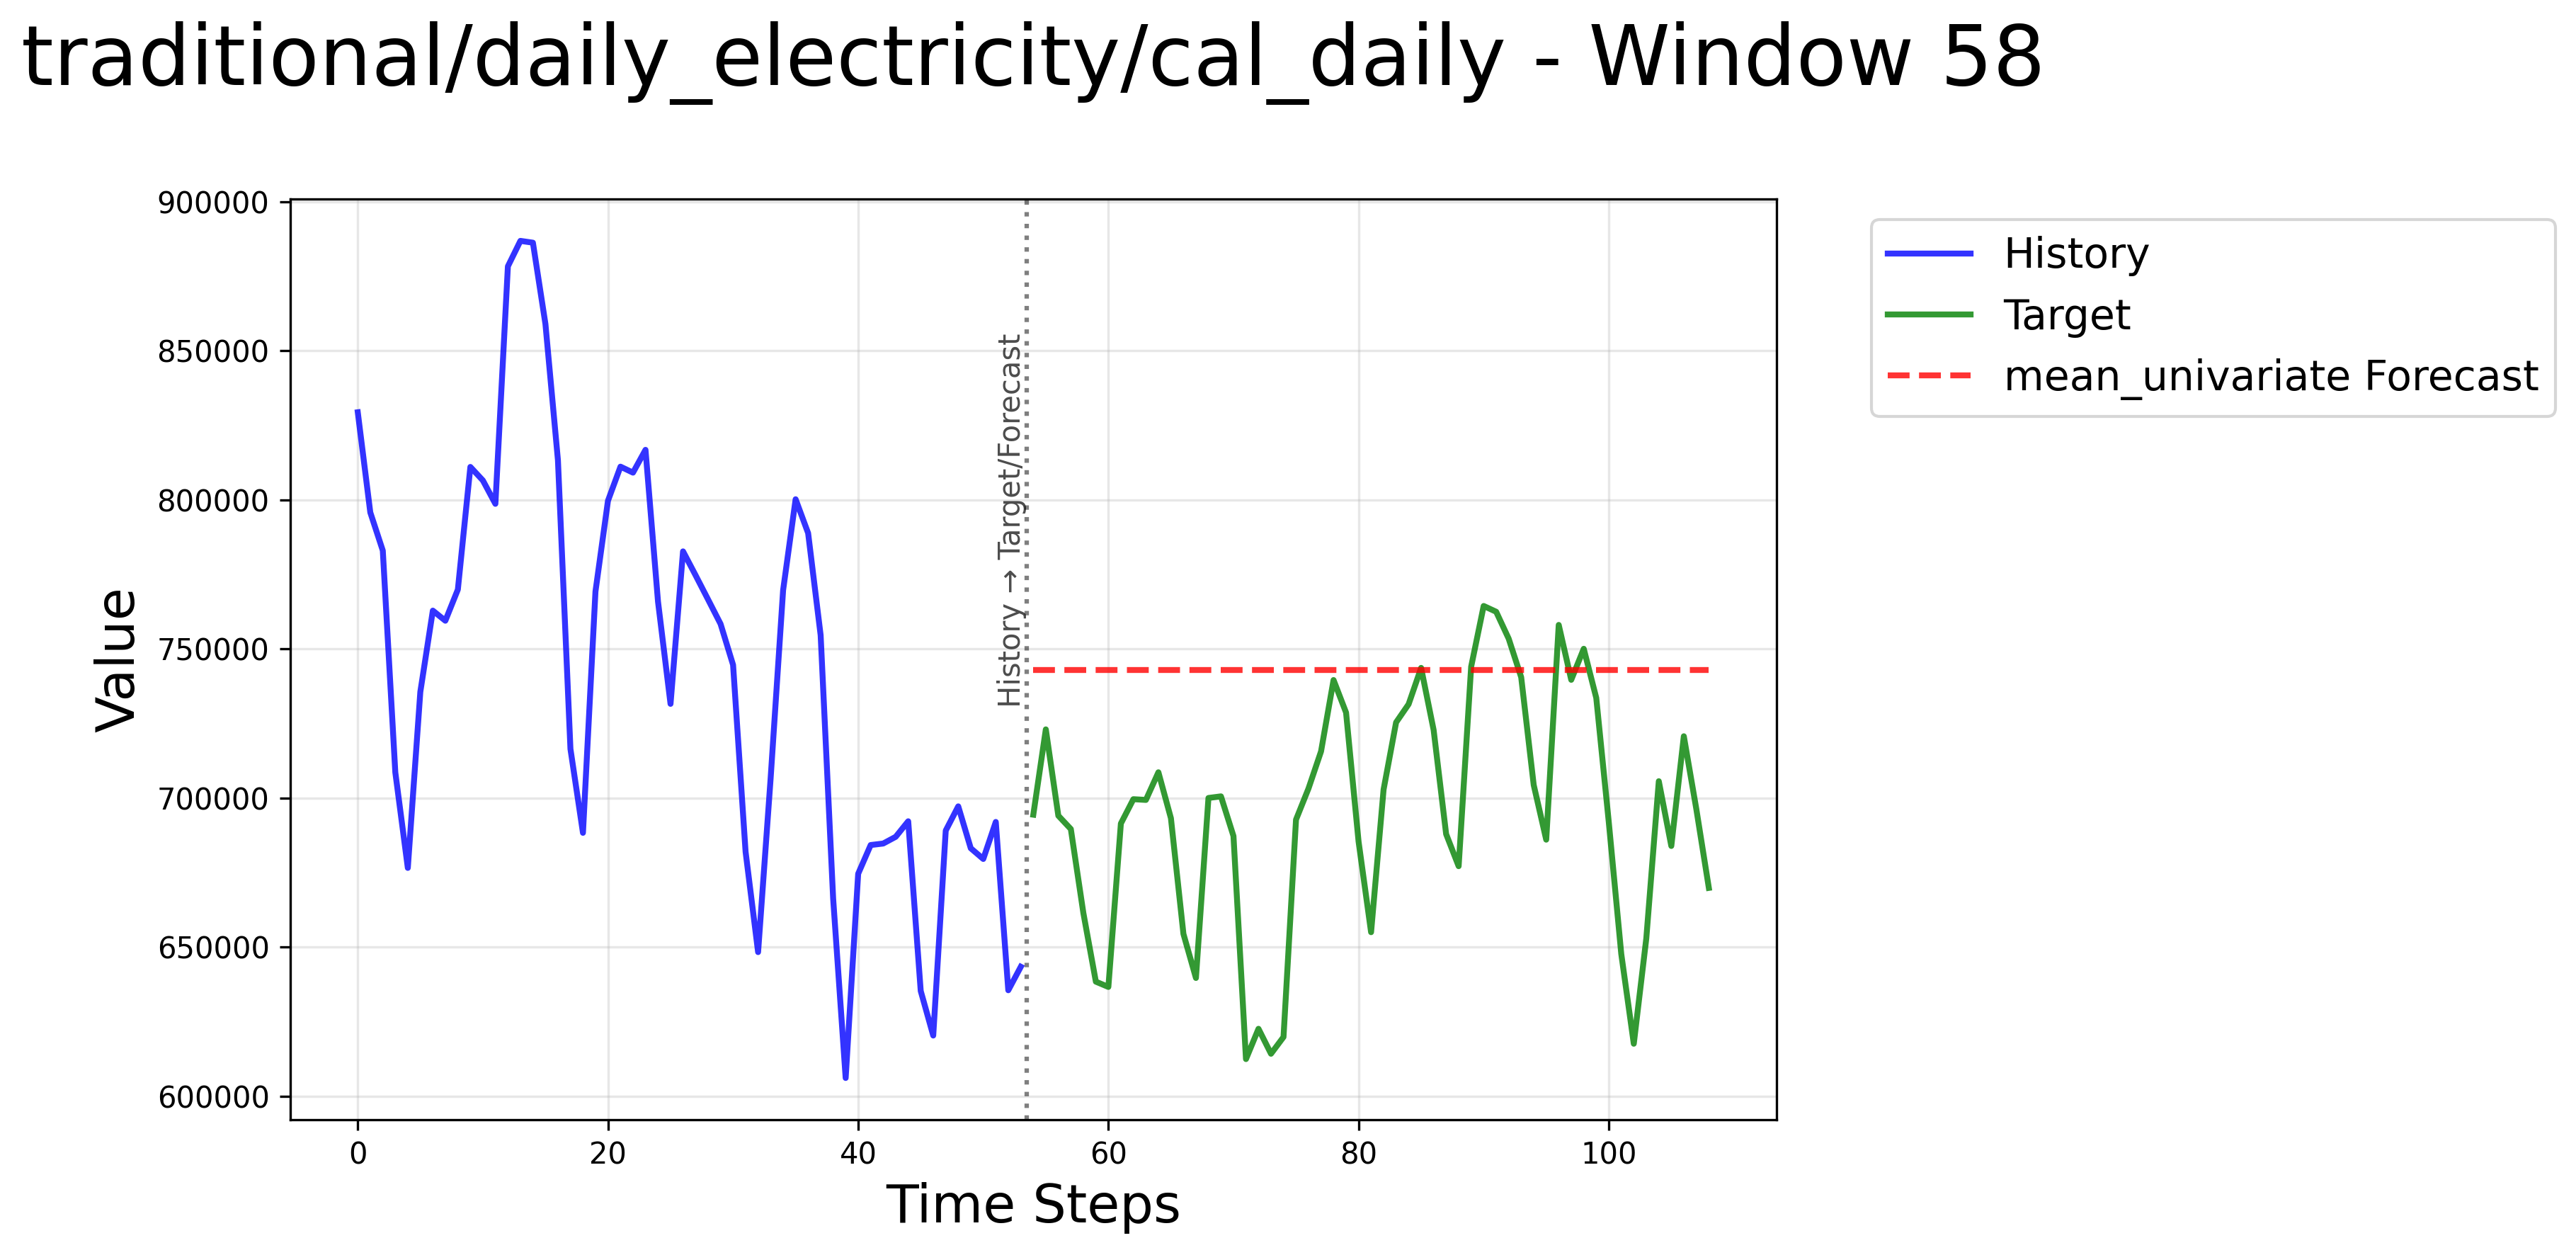 traditional/daily_electricity/cal_daily - Window 58
900000
850000
800000
750000
700000
650000
600000
Value
History → Target/Forecast
0
20
40
60
80
100
Time Steps
History
Target
mean_univariate Forecast